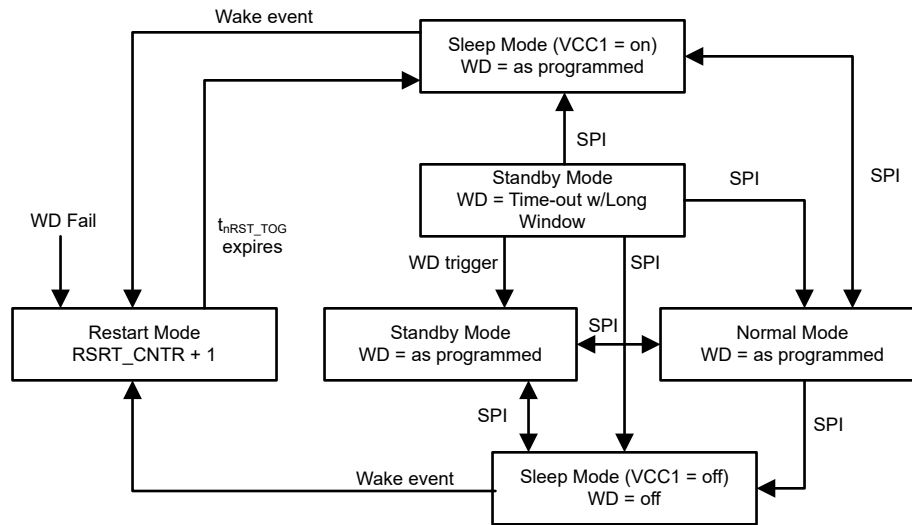 Wake event
Sleep Mode (VCC1 = on)
WD = as programmed
SPI
Standby Mode
WD = Time-out w/Long
Window
SPI
SPI
WD Fail
tnRST_TOG
expires
WD trigger
SPI
Restart Mode
RSRT_CNTR + 1
Standby Mode
WD = as programmed
SPI
Normal Mode
WD = as programmed
SPI
SPI
Wake event
Sleep Mode (VCC1 = off)
WD = off